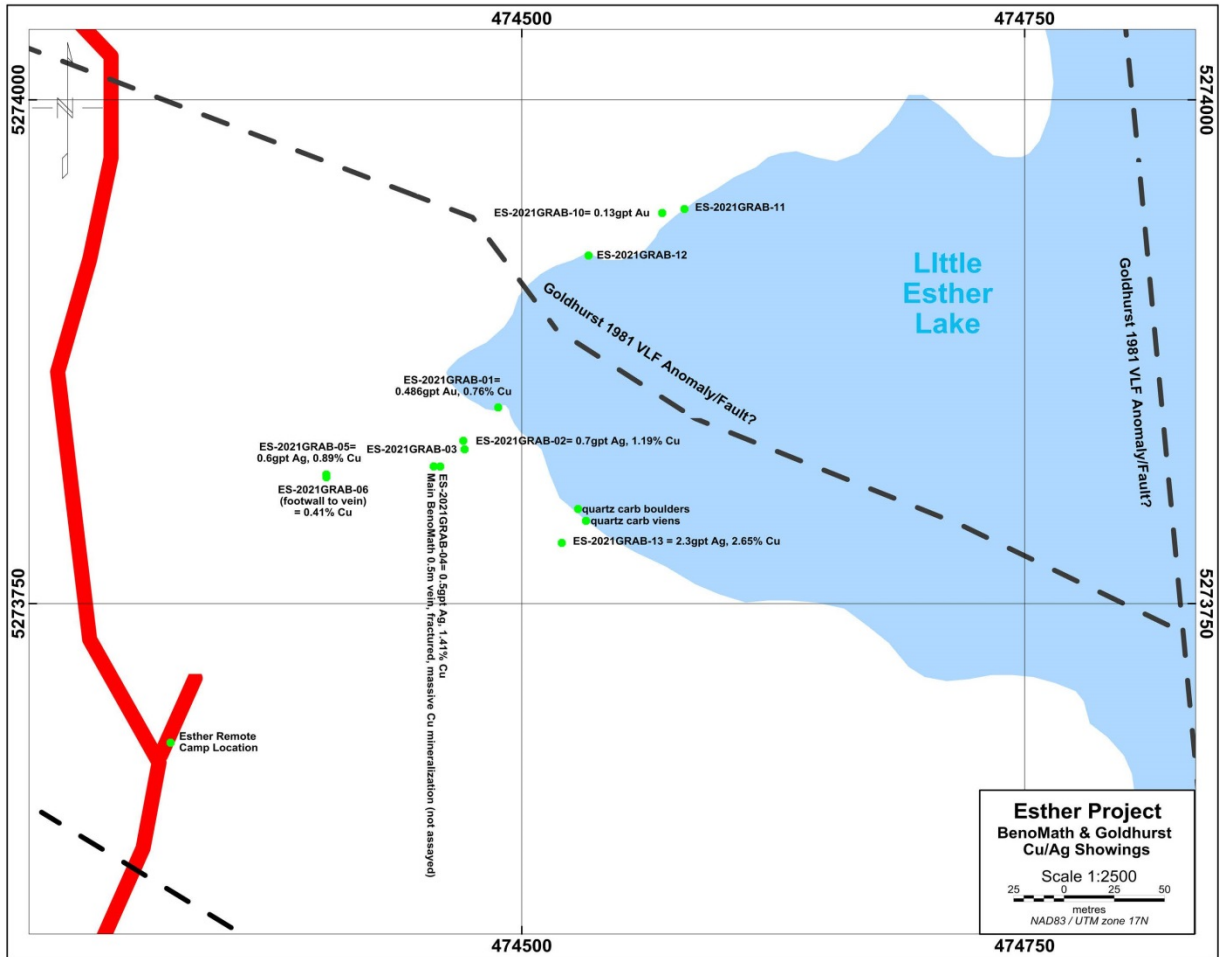 474500
474750
5274000
5274000
N
ES-2021GRAB-10= 0.13gpt Au
ES-2021GRAB-11
ES-2021GRAB-12
LIttle
Esther
Lake
Goldhurst 1981 VLF Anomaly/Fault?
Goldhurst 1981 VLF Anomaly/Fault?
ES-2021GRAB-01=
0.486gpt Au, 0.76% Cu
ES-2021GRAB-02= 0.7gpt Ag, 1.19% Cu
ES-2021GRAB-03
ES-2021GRAB-05=
0.6gpt Ag, 0.89% Cu
ES-2021GRAB-06
(footwall to vein)
= 0.41% Cu
ES-2021GRAB-04= 0.5gpt Ag, 1.41% Cu
Main BenoMath 0.5m vein, fractured, massive Cu mineralization (not assayed)
quartz carb boulders
quartz carb viens
ES-2021GRAB-13 = 2.3gpt Ag, 2.65% Cu
5273750
5273750
Esther Remote
Camp Location
Esther Project
BenoMath & Goldhurst
Cu/Ag Showings
Scale 1:2500
25 0 25 50
metres
NAD83 / UTM zone 17N
474500
474750